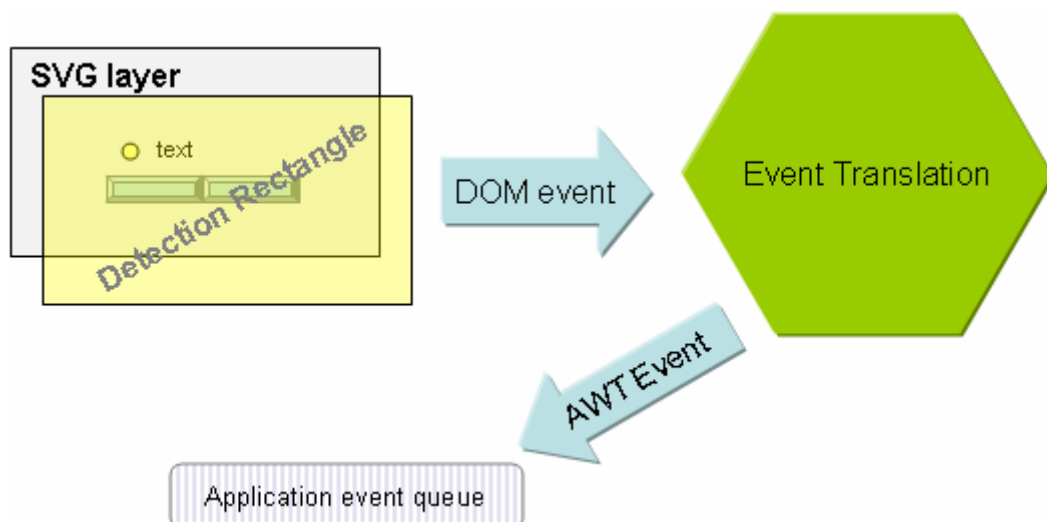 SVG layer
text
Detection Rectangle
DOM event
Event Translation
AWT Event
Application event queue